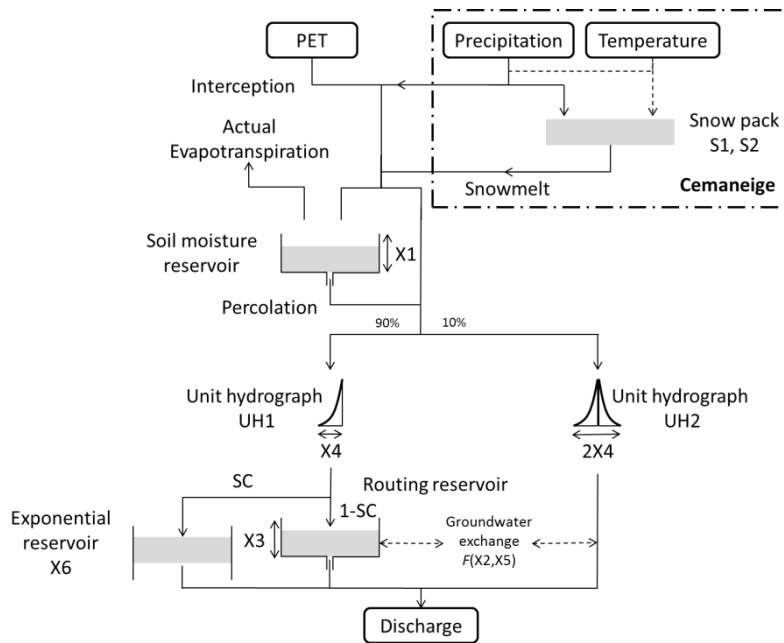 PET
Precipitation
Temperature
Interception
Actual
Evapotranspiration
Snow pack
S1, S2
Snowmelt
Cemaneige
Soil moisture
reservoir
X1
Percolation
90%
10%
Unit hydrograph
UH1
Unit hydrograph
UH2
X4
2X4
SC
Routing reservoir
1-SC
Exponential
reservoir
X6
X3
Groundwater
exchange
F(X2,X5)
Discharge